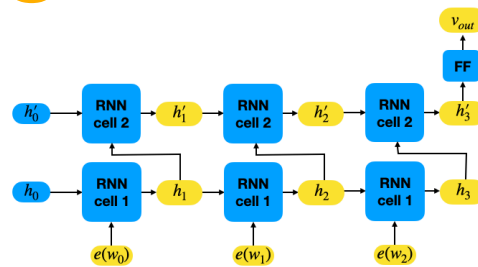 v_out
FF
h′_0 RNN cell 2 h′_1 RNN cell 2 h′_2 RNN cell 2 h′_3
h_0 RNN cell 1 h_1 RNN cell 1 h_2 RNN cell 1 h_3
e(w_0) e(w_1) e(w_2)